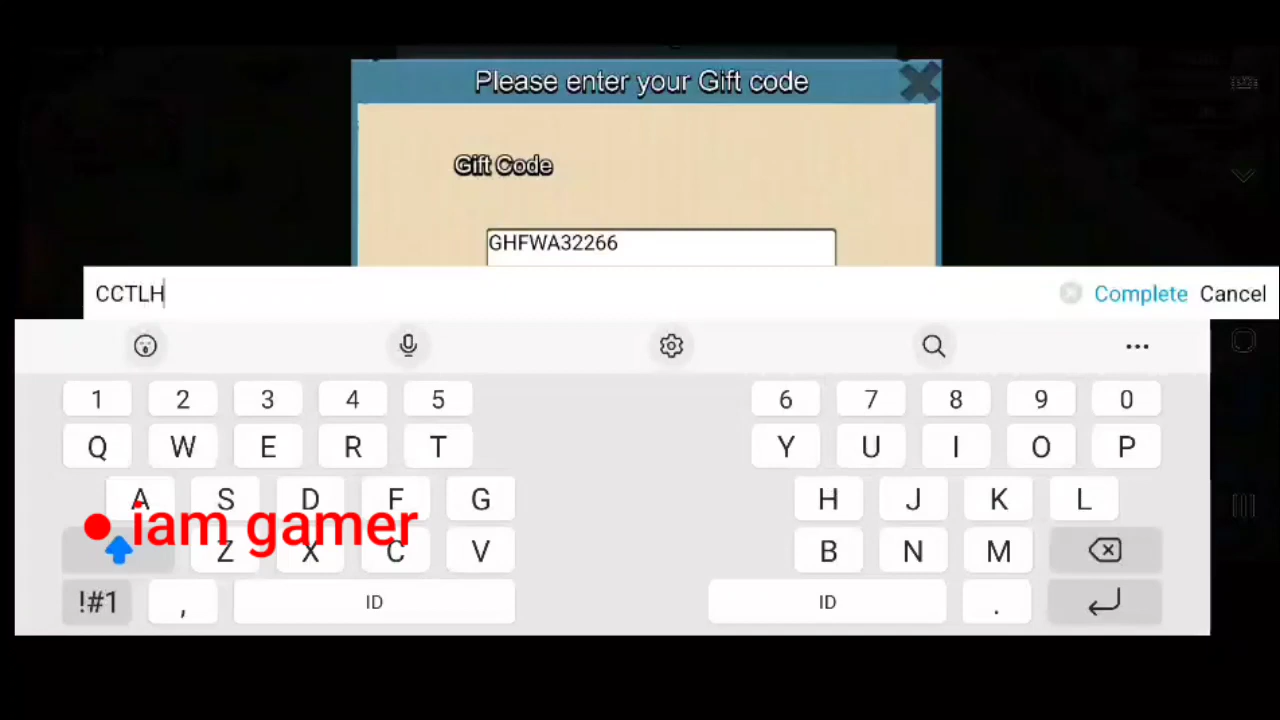 Please enter your Gift code
Gift Code
GHFWA32266
CCTLH
Complete Cancel
1 2 3 4 5 6 7 8 9 0
Q W E R T Y U I O P
A S D F G H J K L
iam gamer
Z X C V B N M
!#1 , ID ID .